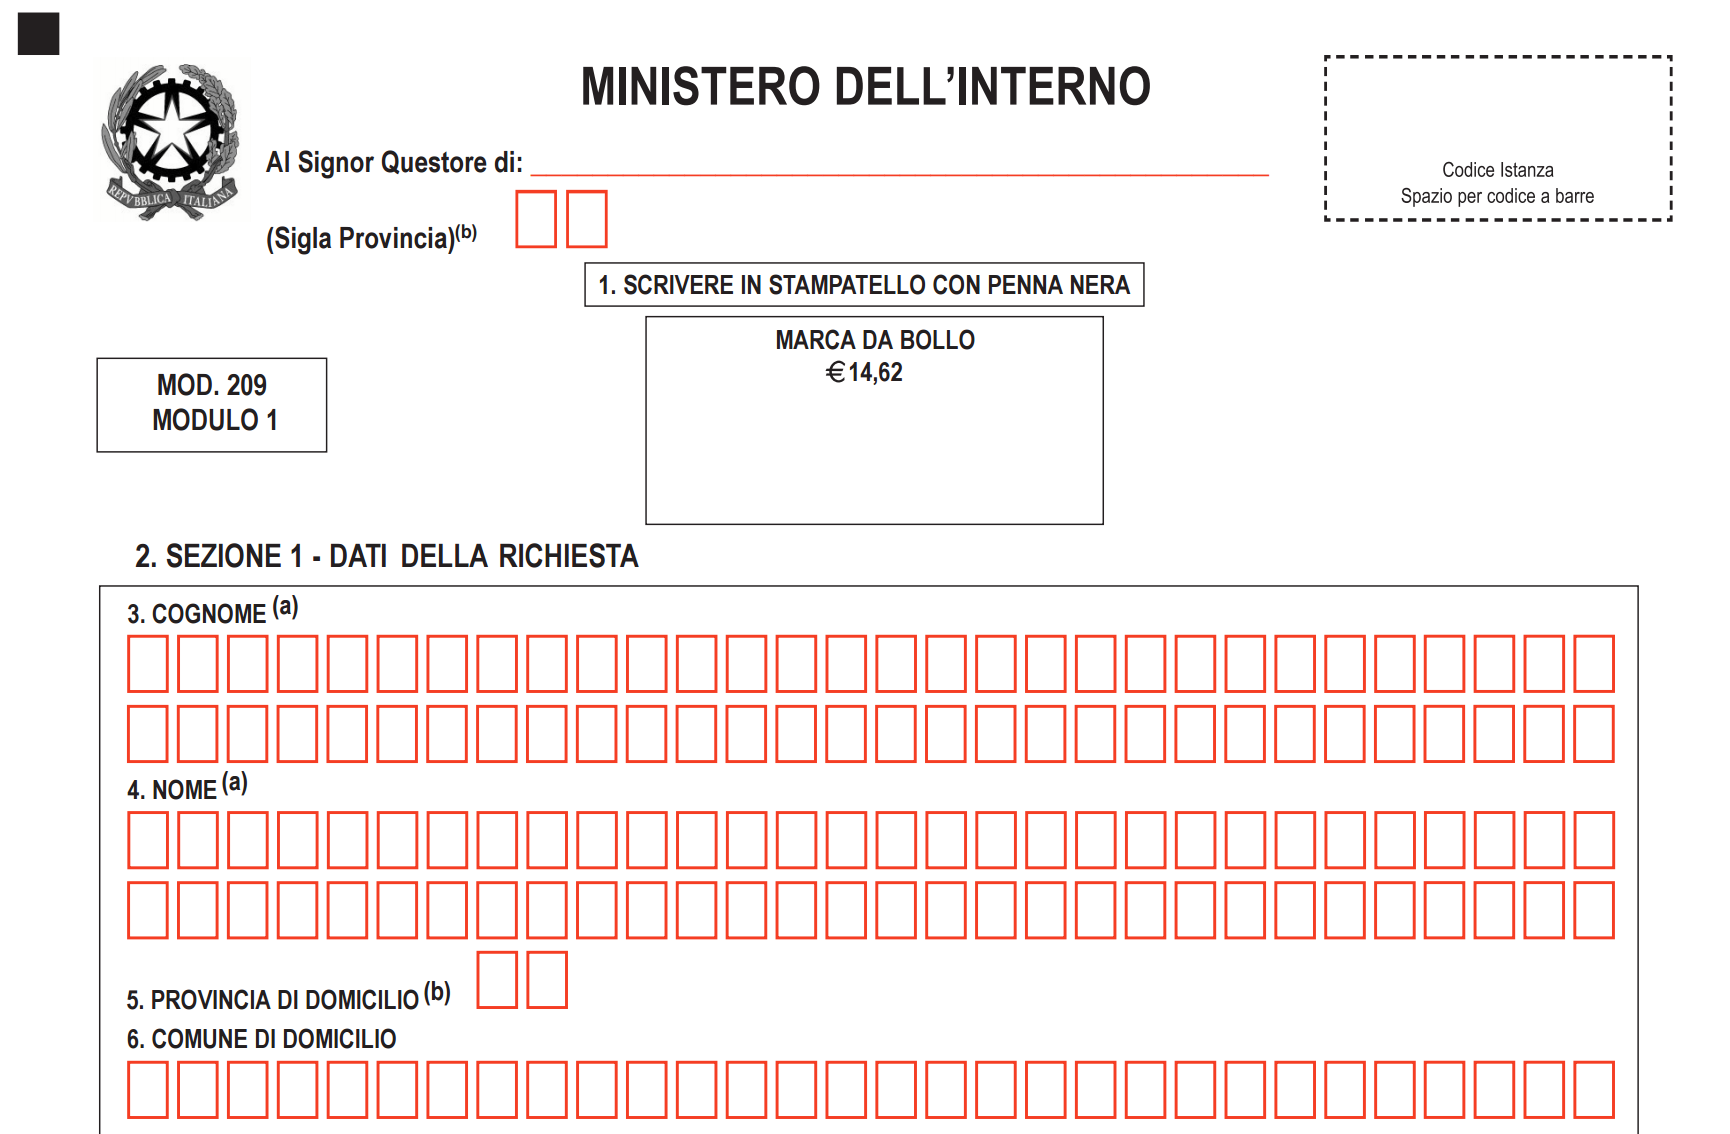 MINISTERO DELL'INTERNO
REPVBBLICA ITALIANA
Al Signor Questore di:
(Sigla Provincia)(b)
Codice Istanza
Spazio per codice a barre
1. SCRIVERE IN STAMPATELLO CON PENNA NERA
MARCA DA BOLLO
€ 14,62
MOD. 209
MODULO 1
2. SEZIONE 1 - DATI DELLA RICHIESTA
3. COGNOME (a)
4. NOME (a)
5. PROVINCIA DI DOMICILIO (b)
6. COMUNE DI DOMICILIO